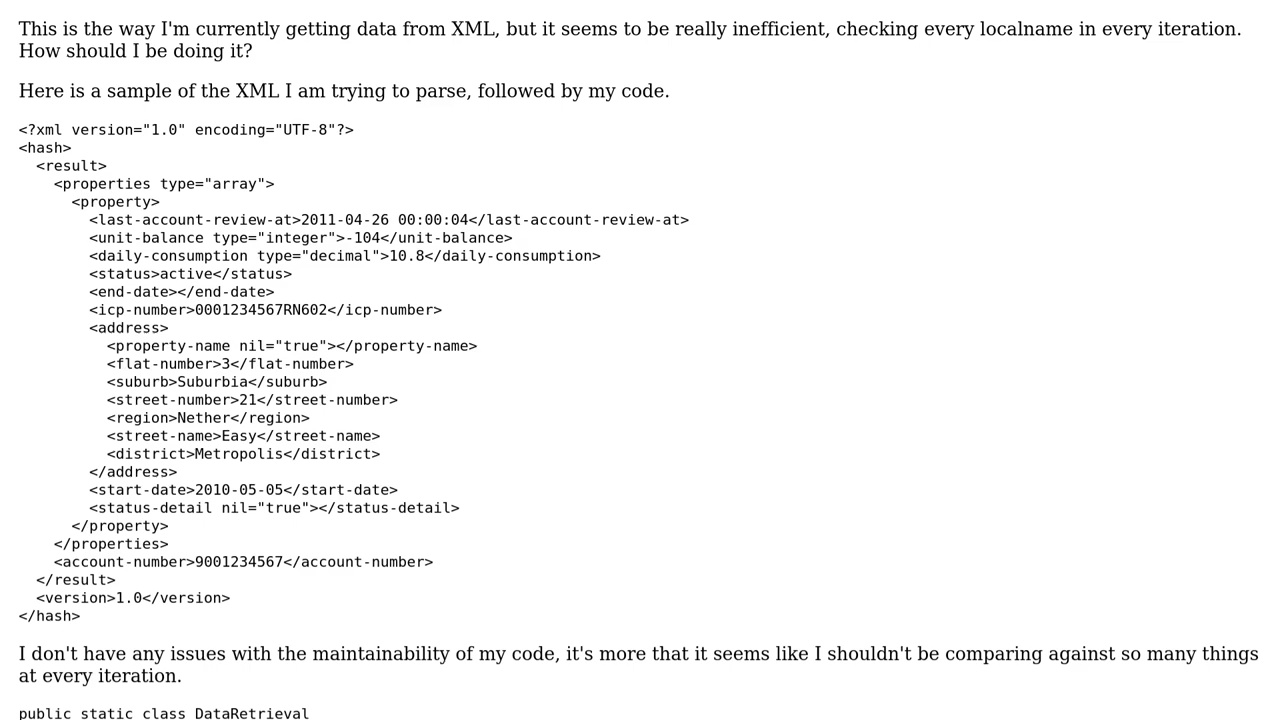 This is the way I'm currently getting data from XML, but it seems to be really inefficient, checking every localname in every iteration.
How should I be doing it?
Here is a sample of the XML I am trying to parse, followed by my code.
<?xml version="1.0" encoding="UTF-8"?>
<hash>
  <result>
    <properties type="array">
      <property>
        <last-account-review-at>2011-04-26 00:00:04</last-account-review-at>
        <unit-balance type="integer">-104</unit-balance>
        <daily-consumption type="decimal">10.8</daily-consumption>
        <status>active</status>
        <end-date></end-date>
        <icp-number>0001234567RN602</icp-number>
        <address>
          <property-name nil="true"></property-name>
          <flat-number>3</flat-number>
          <suburb>Suburbia</suburb>
          <street-number>21</street-number>
          <region>Nether</region>
          <street-name>Easy</street-name>
          <district>Metropolis</district>
        </address>
        <start-date>2010-05-05</start-date>
        <status-detail nil="true"></status-detail>
      </property>
    </properties>
    <account-number>9001234567</account-number>
  </result>
  <version>1.0</version>
</hash>
I don't have any issues with the maintainability of my code, it's more that it seems like I shouldn't be comparing against so many things
at every iteration.
public static class DataRetrieval